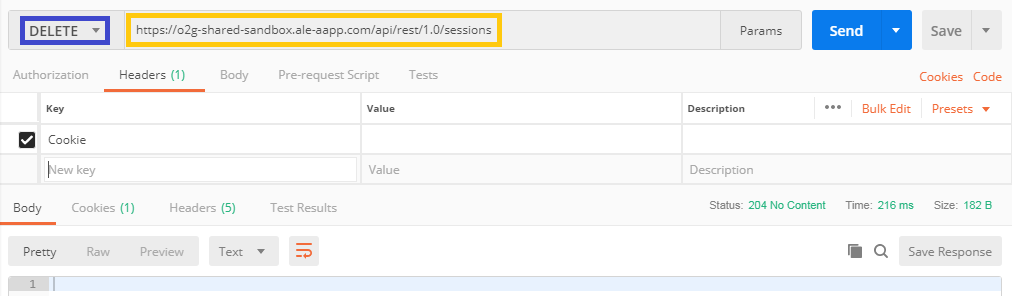 DELETE https://o2g-shared-sandbox.ale-aapp.com/api/rest/1.0/sessions Params Send Save
Authorization Headers (1) Body Pre-request Script Tests Cookies Code
Key Value Description ••• Bulk Edit Presets
Cookie
New key Value Description
Body Cookies (1) Headers (5) Test Results Status: 204 No Content Time: 216 ms Size: 182 B
Pretty Raw Preview Text Save Response
1